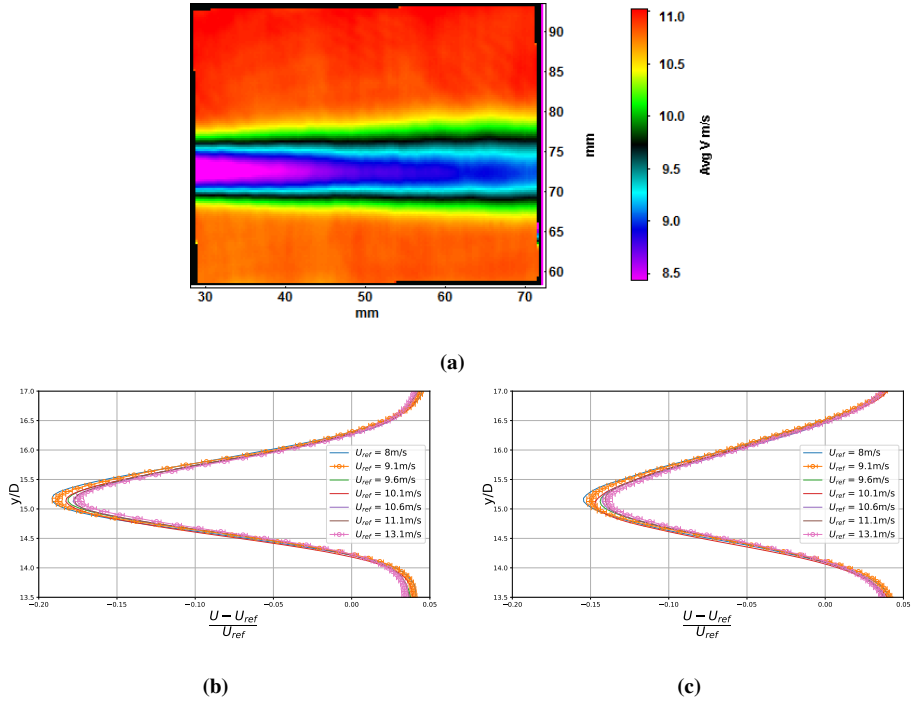 90
85
80
75
70
65
60
mm
30 40 50 60 70
mm
11.0
10.5
10.0
9.5
9.0
8.5
Avg V m/s
(a)
17.0
16.5
16.0
15.5
15.0
14.5
14.0
13.5
y/D
−0.20 −0.15 −0.10 −0.05 0.00 0.05
U − U_ref
U_ref
U_ref = 8m/s
U_ref = 9.1m/s
U_ref = 9.6m/s
U_ref = 10.1m/s
U_ref = 10.6m/s
U_ref = 11.1m/s
U_ref = 13.1m/s
(b)
17.0
16.5
16.0
15.5
15.0
14.5
14.0
13.5
y/D
−0.20 −0.15 −0.10 −0.05 0.00 0.05
U − U_ref
U_ref
U_ref = 8m/s
U_ref = 9.1m/s
U_ref = 9.6m/s
U_ref = 10.1m/s
U_ref = 10.6m/s
U_ref = 11.1m/s
U_ref = 13.1m/s
(c)